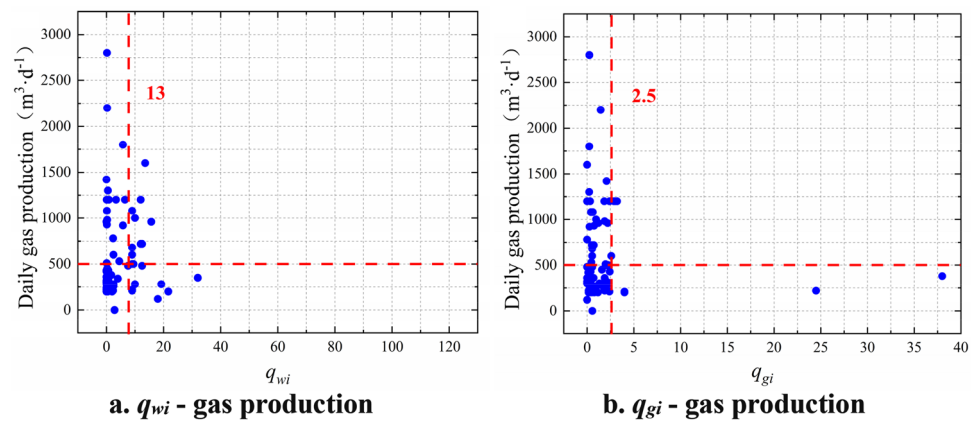 Daily gas production（m³·d⁻¹）
3000
2500
2000
1500
1000
500
0
13
0 20 40 60 80 100 120
q_wi
a. q_wi - gas production
Daily gas production（m³·d⁻¹）
3000
2500
2000
1500
1000
500
0
2.5
0 5 10 15 20 25 30 35 40
q_gi
b. q_gi - gas production